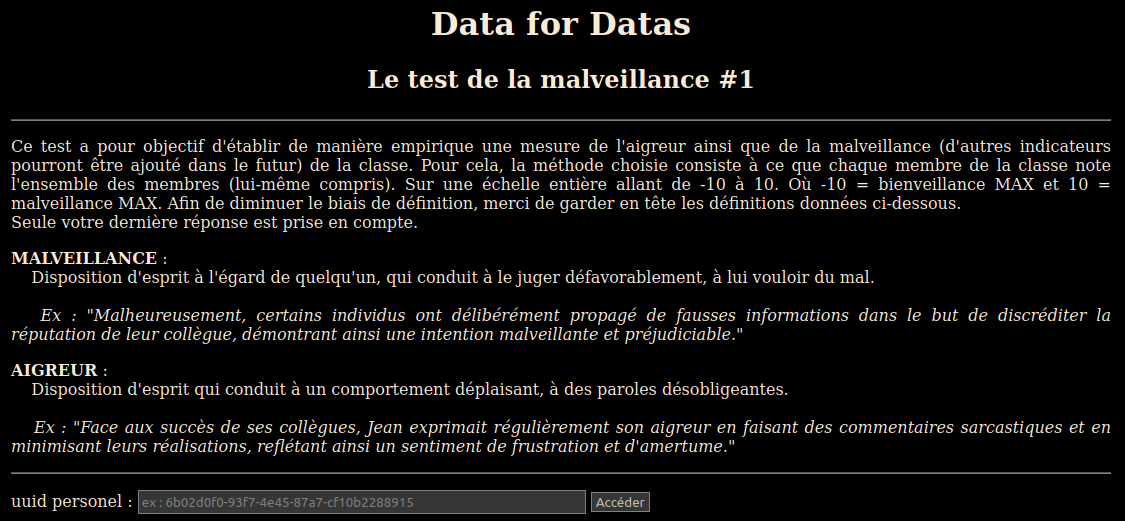 Data for Datas
Le test de la malveillance #1
Ce test a pour objectif d'établir de manière empirique une mesure de l'aigreur ainsi que de la malveillance (d'autres indicateurs
pourront être ajouté dans le futur) de la classe. Pour cela, la méthode choisie consiste à ce que chaque membre de la classe note
l'ensemble des membres (lui-même compris). Sur une échelle entière allant de -10 à 10. Où -10 = bienveillance MAX et 10 =
malveillance MAX. Afin de diminuer le biais de définition, merci de garder en tête les définitions données ci-dessous.
Seule votre dernière réponse est prise en compte.
MALVEILLANCE :
Disposition d'esprit à l'égard de quelqu'un, qui conduit à le juger défavorablement, à lui vouloir du mal.
Ex : "Malheureusement, certains individus ont délibérément propagé de fausses informations dans le but de discréditer la
réputation de leur collègue, démontrant ainsi une intention malveillante et préjudiciable."
AIGREUR :
Disposition d'esprit qui conduit à un comportement déplaisant, à des paroles désobligeantes.
Ex : "Face aux succès de ses collègues, Jean exprimait régulièrement son aigreur en faisant des commentaires sarcastiques et en
minimisant leurs réalisations, reflétant ainsi un sentiment de frustration et d'amertume."
uuid personel : ex : 6b02d0f0-93f7-4e45-87a7-cf10b2288915 Accéder